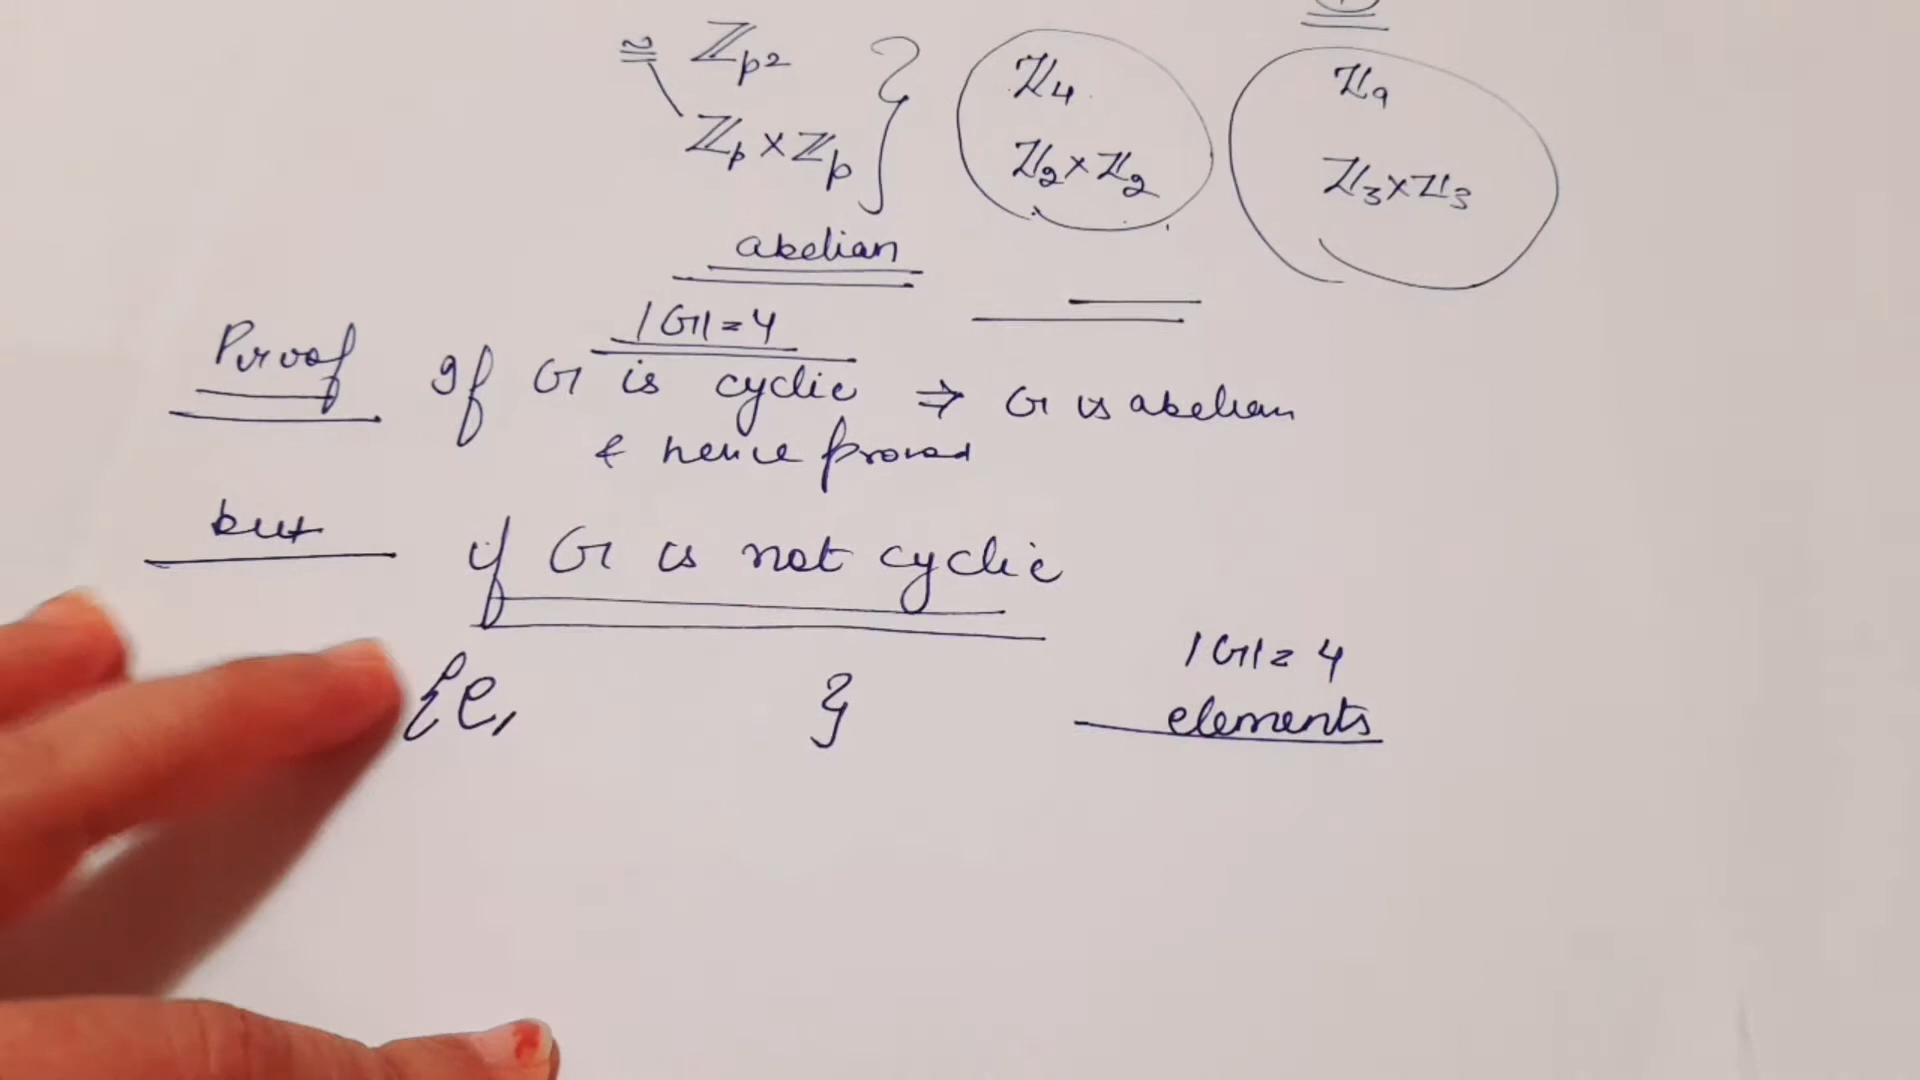 ≅ ℤp² } ℤ4 ℤ9
ℤp × ℤp ℤ2 × ℤ2 ℤ3 × ℤ3
abelian
|G| = 4
Proof If G is cyclic ⇒ G is abelian
& hence proved
but if G is not cyclic
{e, }
|G| = 4
elements